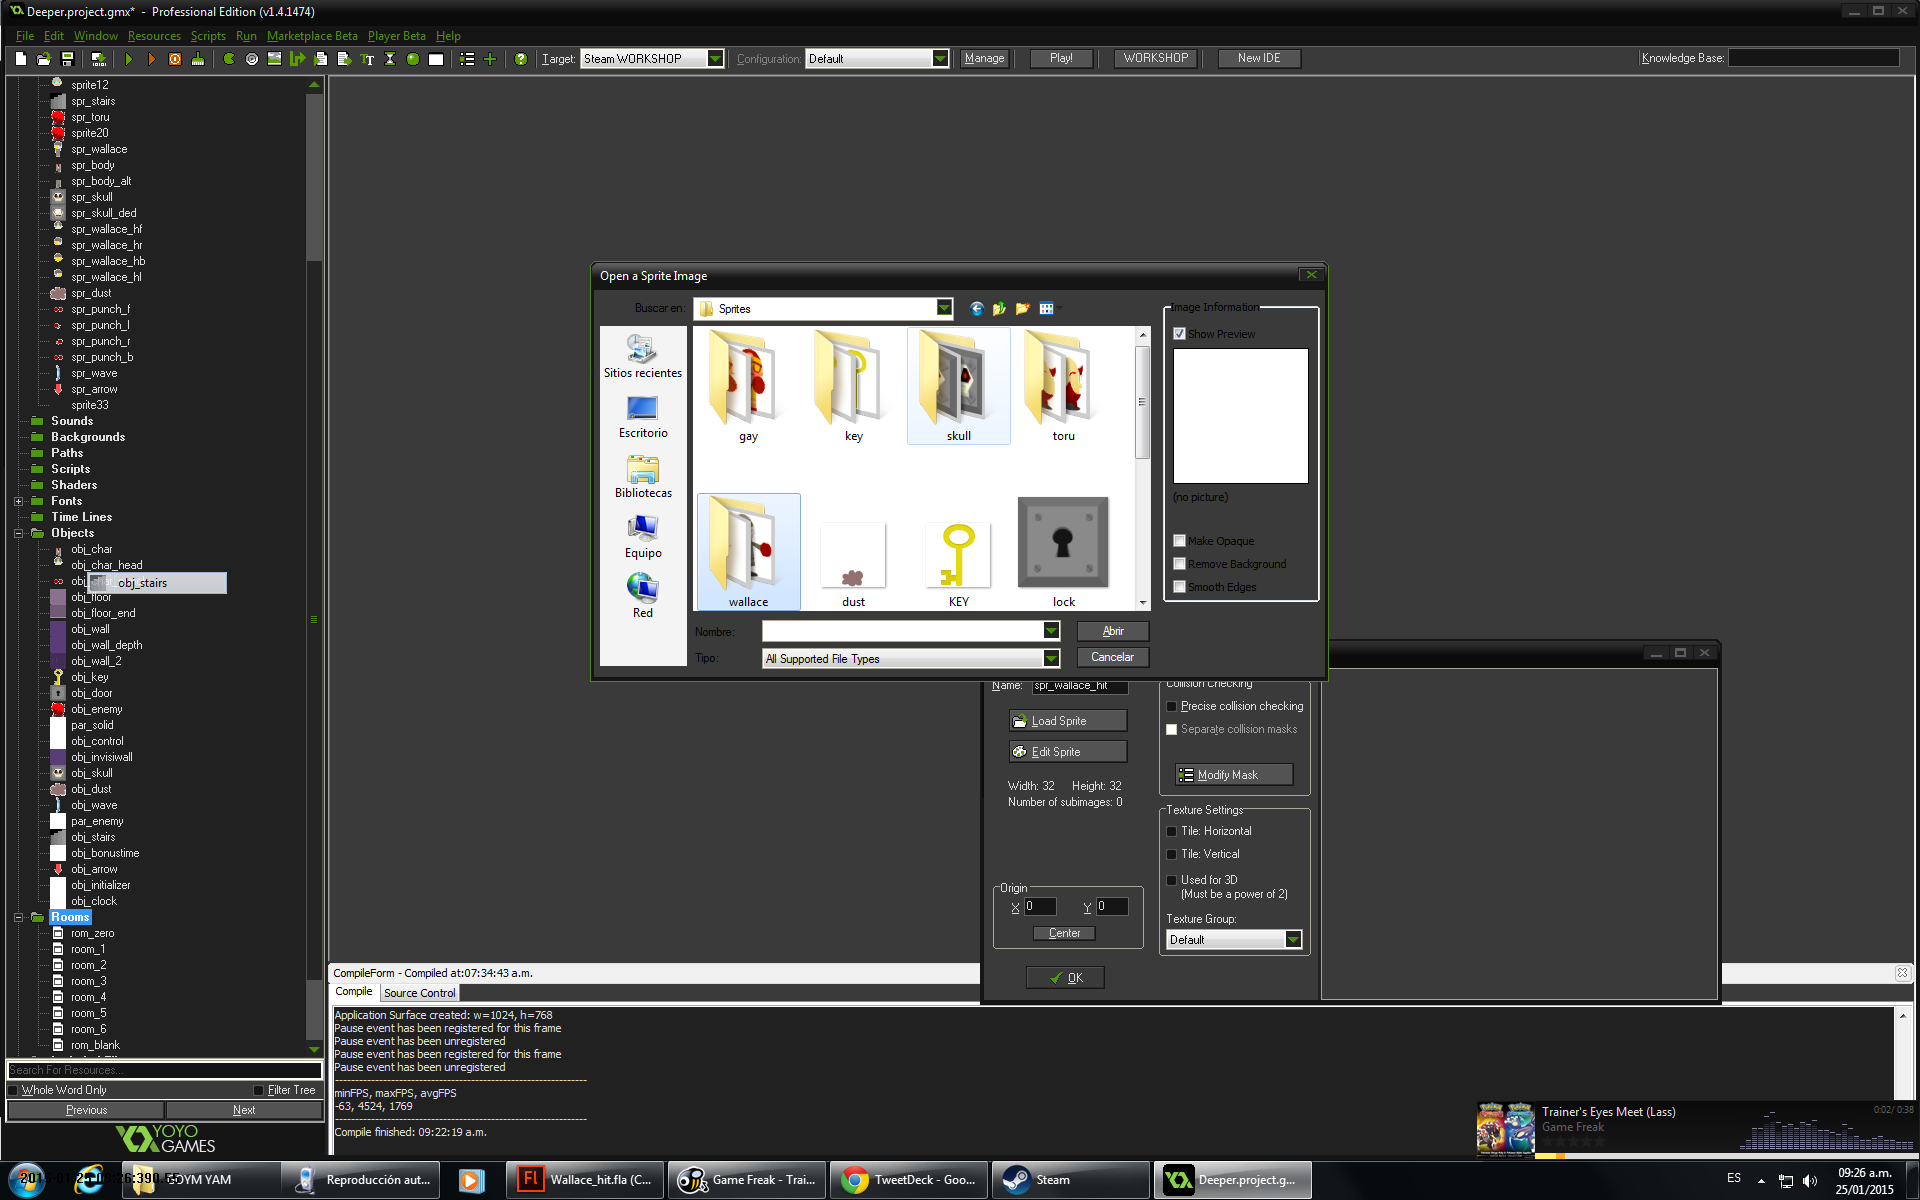 Deeper.project.gmx*  -  Professional Edition (v1.4.1474)
File Edit Window Resources Scripts Run Marketplace Beta Player Beta Help
Target: Steam WORKSHOP Configuration: Default Manage Play! WORKSHOP New IDE Knowledge Base:
sprite12
spr_stairs
spr_toru
sprite20
spr_wallace
spr_body
spr_body_alt
spr_skull
spr_skull_ded
spr_wallace_hf
spr_wallace_hr
spr_wallace_hb
spr_wallace_hl
spr_dust
spr_punch_f
spr_punch_l
spr_punch_r
spr_punch_b
spr_wave
spr_arrow
sprite33
Sounds
Backgrounds
Paths
Scripts
Shaders
Fonts
Time Lines
Objects
obj_char
obj_char_head
obj_stairs
obj_floor
obj_floor_end
obj_wall
obj_wall_depth
obj_wall_2
obj_key
obj_door
obj_enemy
par_solid
obj_control
obj_invisiwall
obj_skull
obj_dust
obj_wave
par_enemy
obj_stairs
obj_bonustime
obj_arrow
obj_initializer
obj_clock
Rooms
rom_zero
room_1
room_2
room_3
room_4
room_5
room_6
rom_blank
Search For Resources...
Whole Word Only Filter Tree
Previous Next
YOYO
GAMES
Open a Sprite Image
Buscar en: Sprites
Sitios recientes
Escritorio
Bibliotecas
Equipo
Red
gay key skull toru
wallace dust KEY lock
Nombre: Abrir
Tipo: All Supported File Types Cancelar
Image Information
Show Preview
(no picture)
Make Opaque
Remove Background
Smooth Edges
Name: spr_wallace_hit
Load Sprite
Edit Sprite
Width: 32 Height: 32
Number of subimages: 0
Origin
X 0 Y 0
Center
OK
Collision Checking
Precise collision checking
Separate collision masks
Modify Mask
Texture Settings
Tile: Horizontal
Tile: Vertical
Used for 3D
(Must be a power of 2)
Texture Group:
Default
CompileForm - Compiled at:07:34:43 a.m.
Compile Source Control
Application Surface created: w=1024, h=768
Pause event has been registered for this frame
Pause event has been unregistered
Pause event has been registered for this frame
Pause event has been unregistered
minFPS, maxFPS, avgFPS
-63, 4524, 1769
Compile finished: 09:22:19 a.m.
Trainer's Eyes Meet (Lass) 0:02/ 0:38
Game Freak
YM YAM Reproducción aut... Wallace_hit.fla (C... Game Freak - Trai... TweetDeck - Goo... Steam Deeper.project.g...
ES 09:26 a.m.
25/01/2015